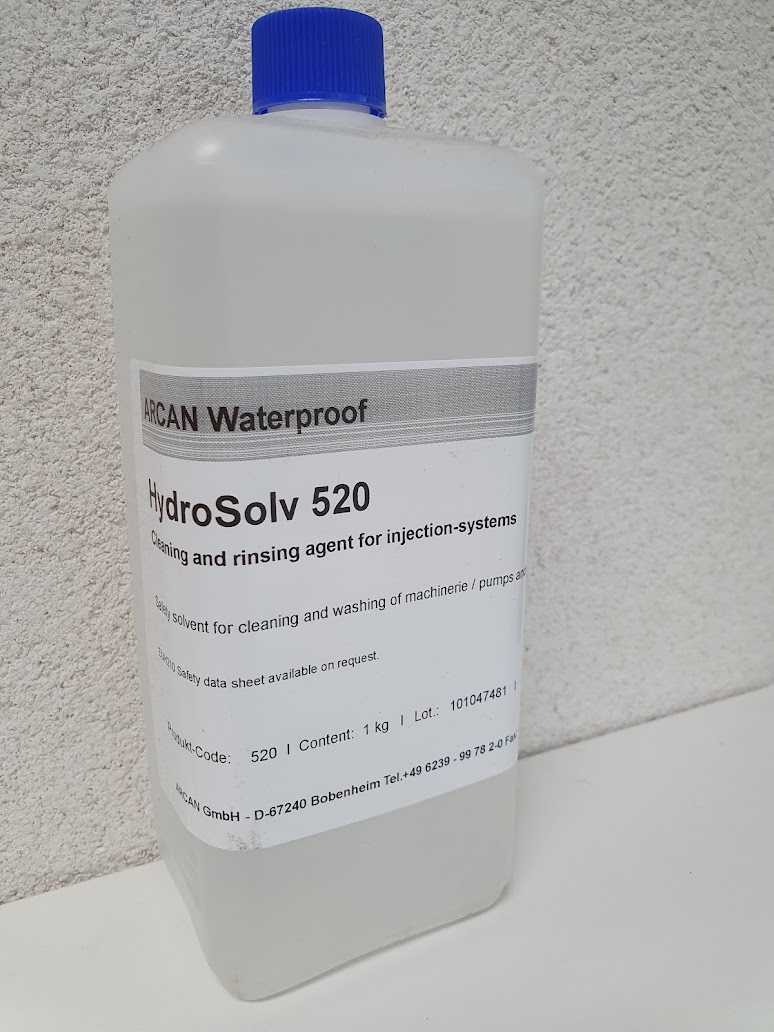 ARCAN Waterproof
HydroSolv 520
Cleaning and rinsing agent for injection-systems
Safety solvent for cleaning and washing of machinerie / pumps and
EUH210 Safety data sheet available on request.
Produkt-Code: 520 | Content: 1 kg | Lot.: 101047481 |
ARCAN GmbH - D-67240 Bobenheim Tel.+49 6239 - 99 78 2-0 Fax